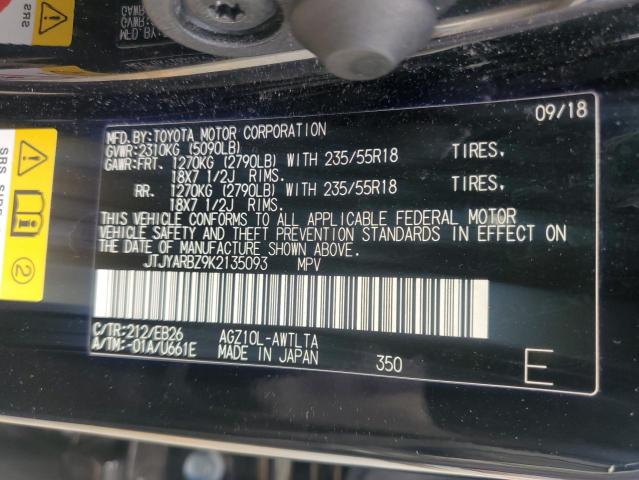 09/18
MFD.BY:TOYOTA MOTOR CORPORATION
GVWR:2310KG (5090LB)
GAWR:FRT. 1270KG (2790LB) WITH 235/55R18 TIRES,
18X7 1/2J RIMS.
RR. 1270KG (2790LB) WITH 235/55R18 TIRES,
18X7 1/2J RIMS.
THIS VEHICLE CONFORMS TO ALL APPLICABLE FEDERAL MOTOR
VEHICLE SAFETY AND THEFT PREVENTION STANDARDS IN EFFECT ON
THE DATE OF MANUFACTURE SHOWN ABOVE.
JTJYARBZ9K2135093 MPV
C/TR:212/EB26 AGZ10L-AWTLTA
A/TM:-01A/U661E MADE IN JAPAN 350 E
SRS
2